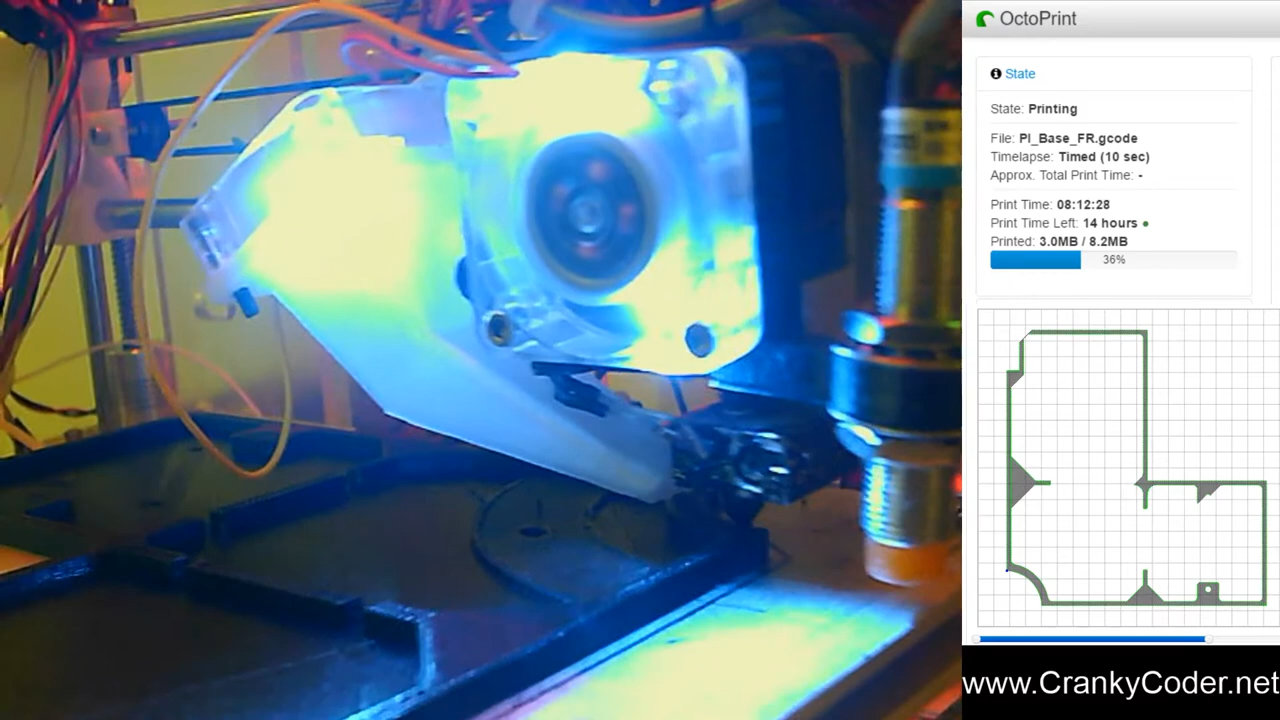 OctoPrint
State
State: Printing
File: PI_Base_FR.gcode
Timelapse: Timed (10 sec)
Approx. Total Print Time: -
Print Time: 08:12:28
Print Time Left: 14 hours
Printed: 3.0MB / 8.2MB
36%
www.CrankyCoder.net